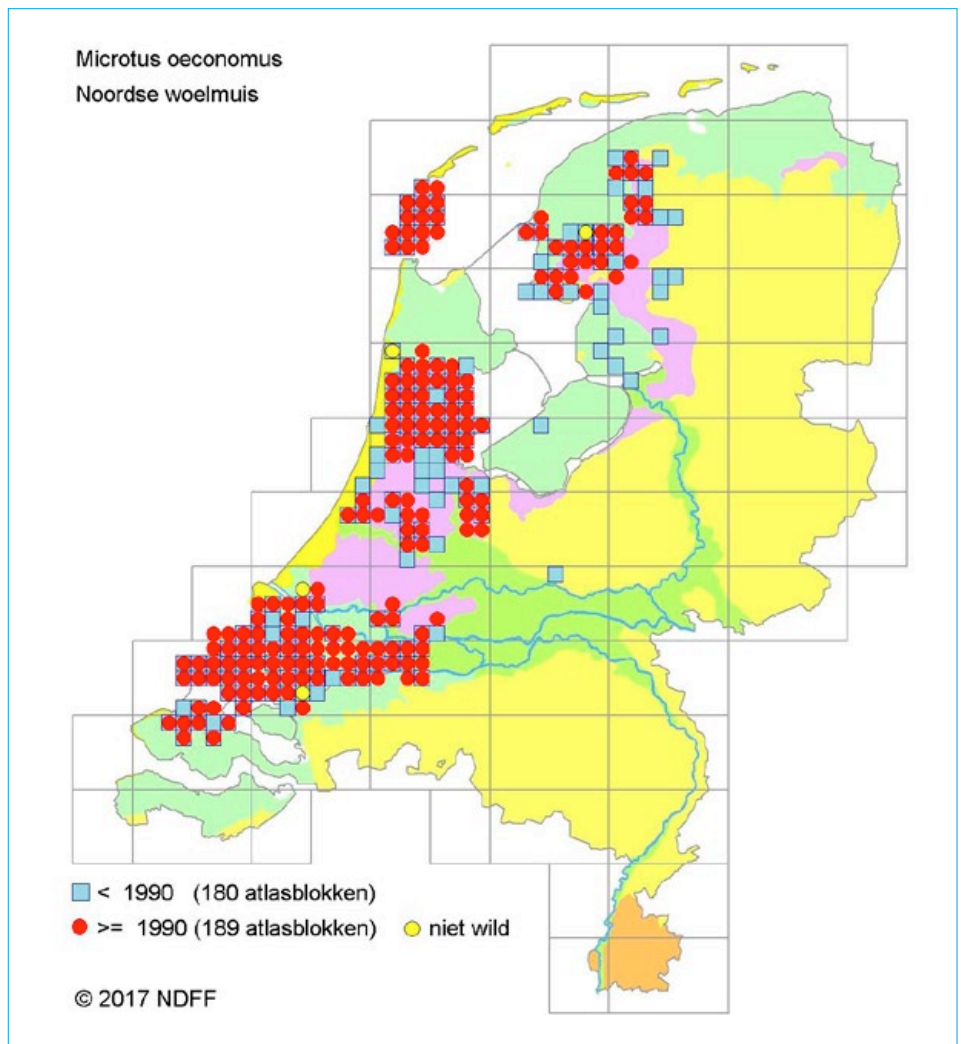 Microtus oeconomus
Noordse woelmuis
< 1990 (180 atlasblokken)
>= 1990 (189 atlasblokken) niet wild
© 2017 NDFF